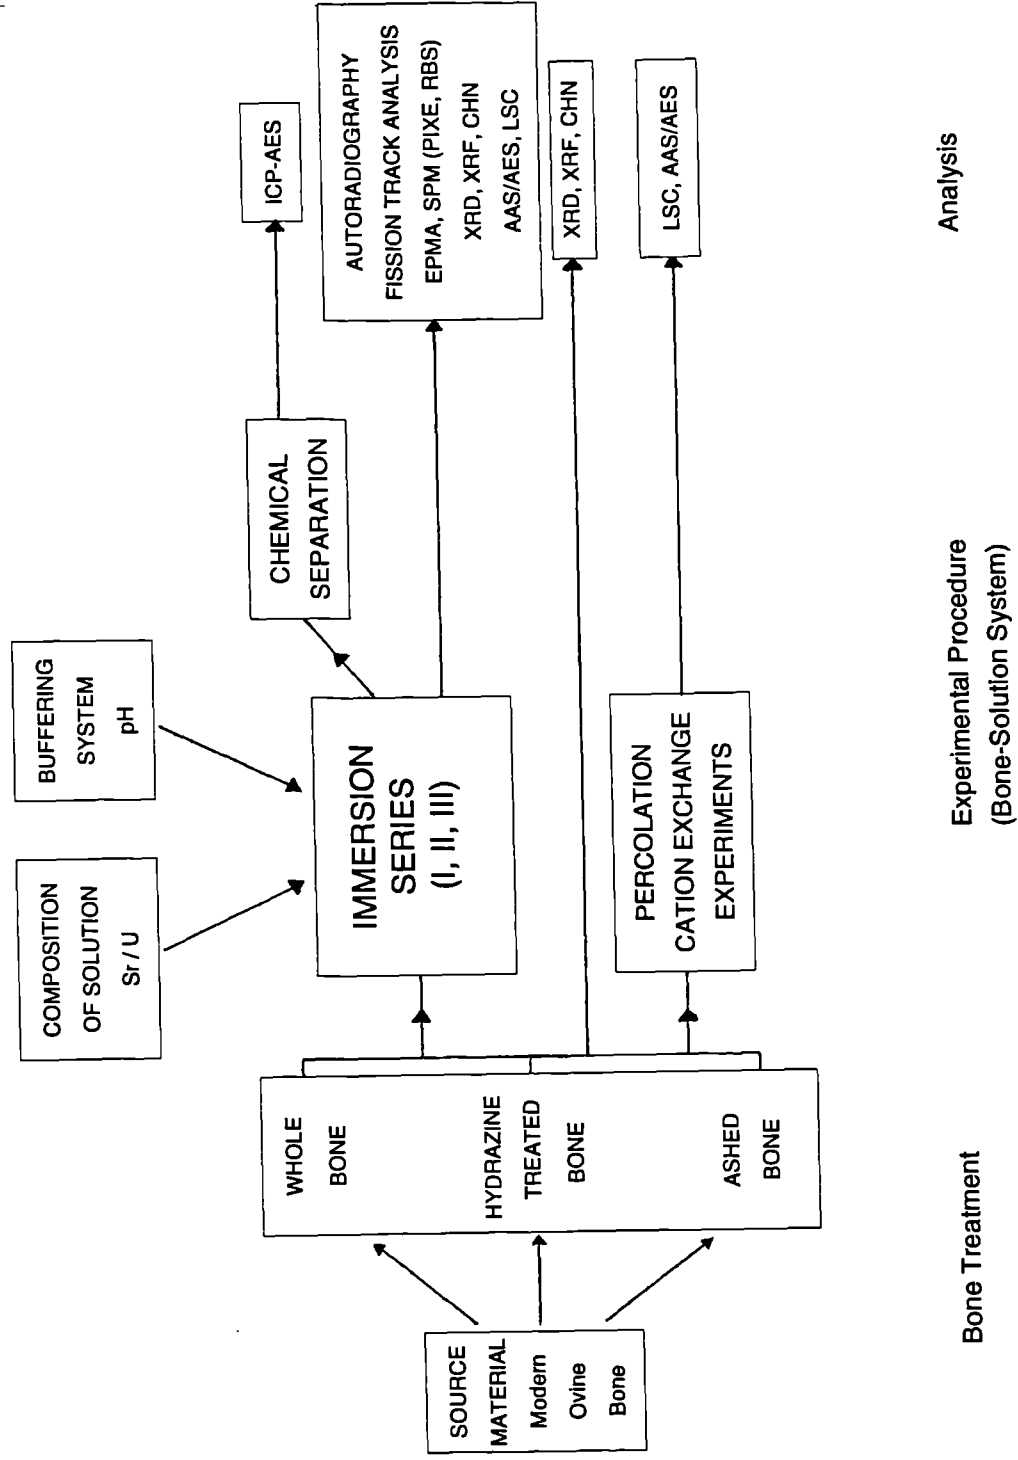 SOURCE
MATERIAL
Modern
Ovine
Bone
WHOLE
BONE
HYDRAZINE
TREATED
BONE
ASHED
BONE
COMPOSITION
OF SOLUTION
Sr / U
BUFFERING
SYSTEM
pH
IMMERSION
SERIES
(I, II, III)
PERCOLATION
CATION EXCHANGE
EXPERIMENTS
CHEMICAL
SEPARATION
ICP-AES
AUTORADIOGRAPHY
FISSION TRACK ANALYSIS
EPMA, SPM (PIXE, RBS)
XRD, XRF, CHN
AAS/AES, LSC
XRD, XRF, CHN
LSC, AAS/AES
Bone Treatment
Experimental Procedure
(Bone-Solution System)
Analysis